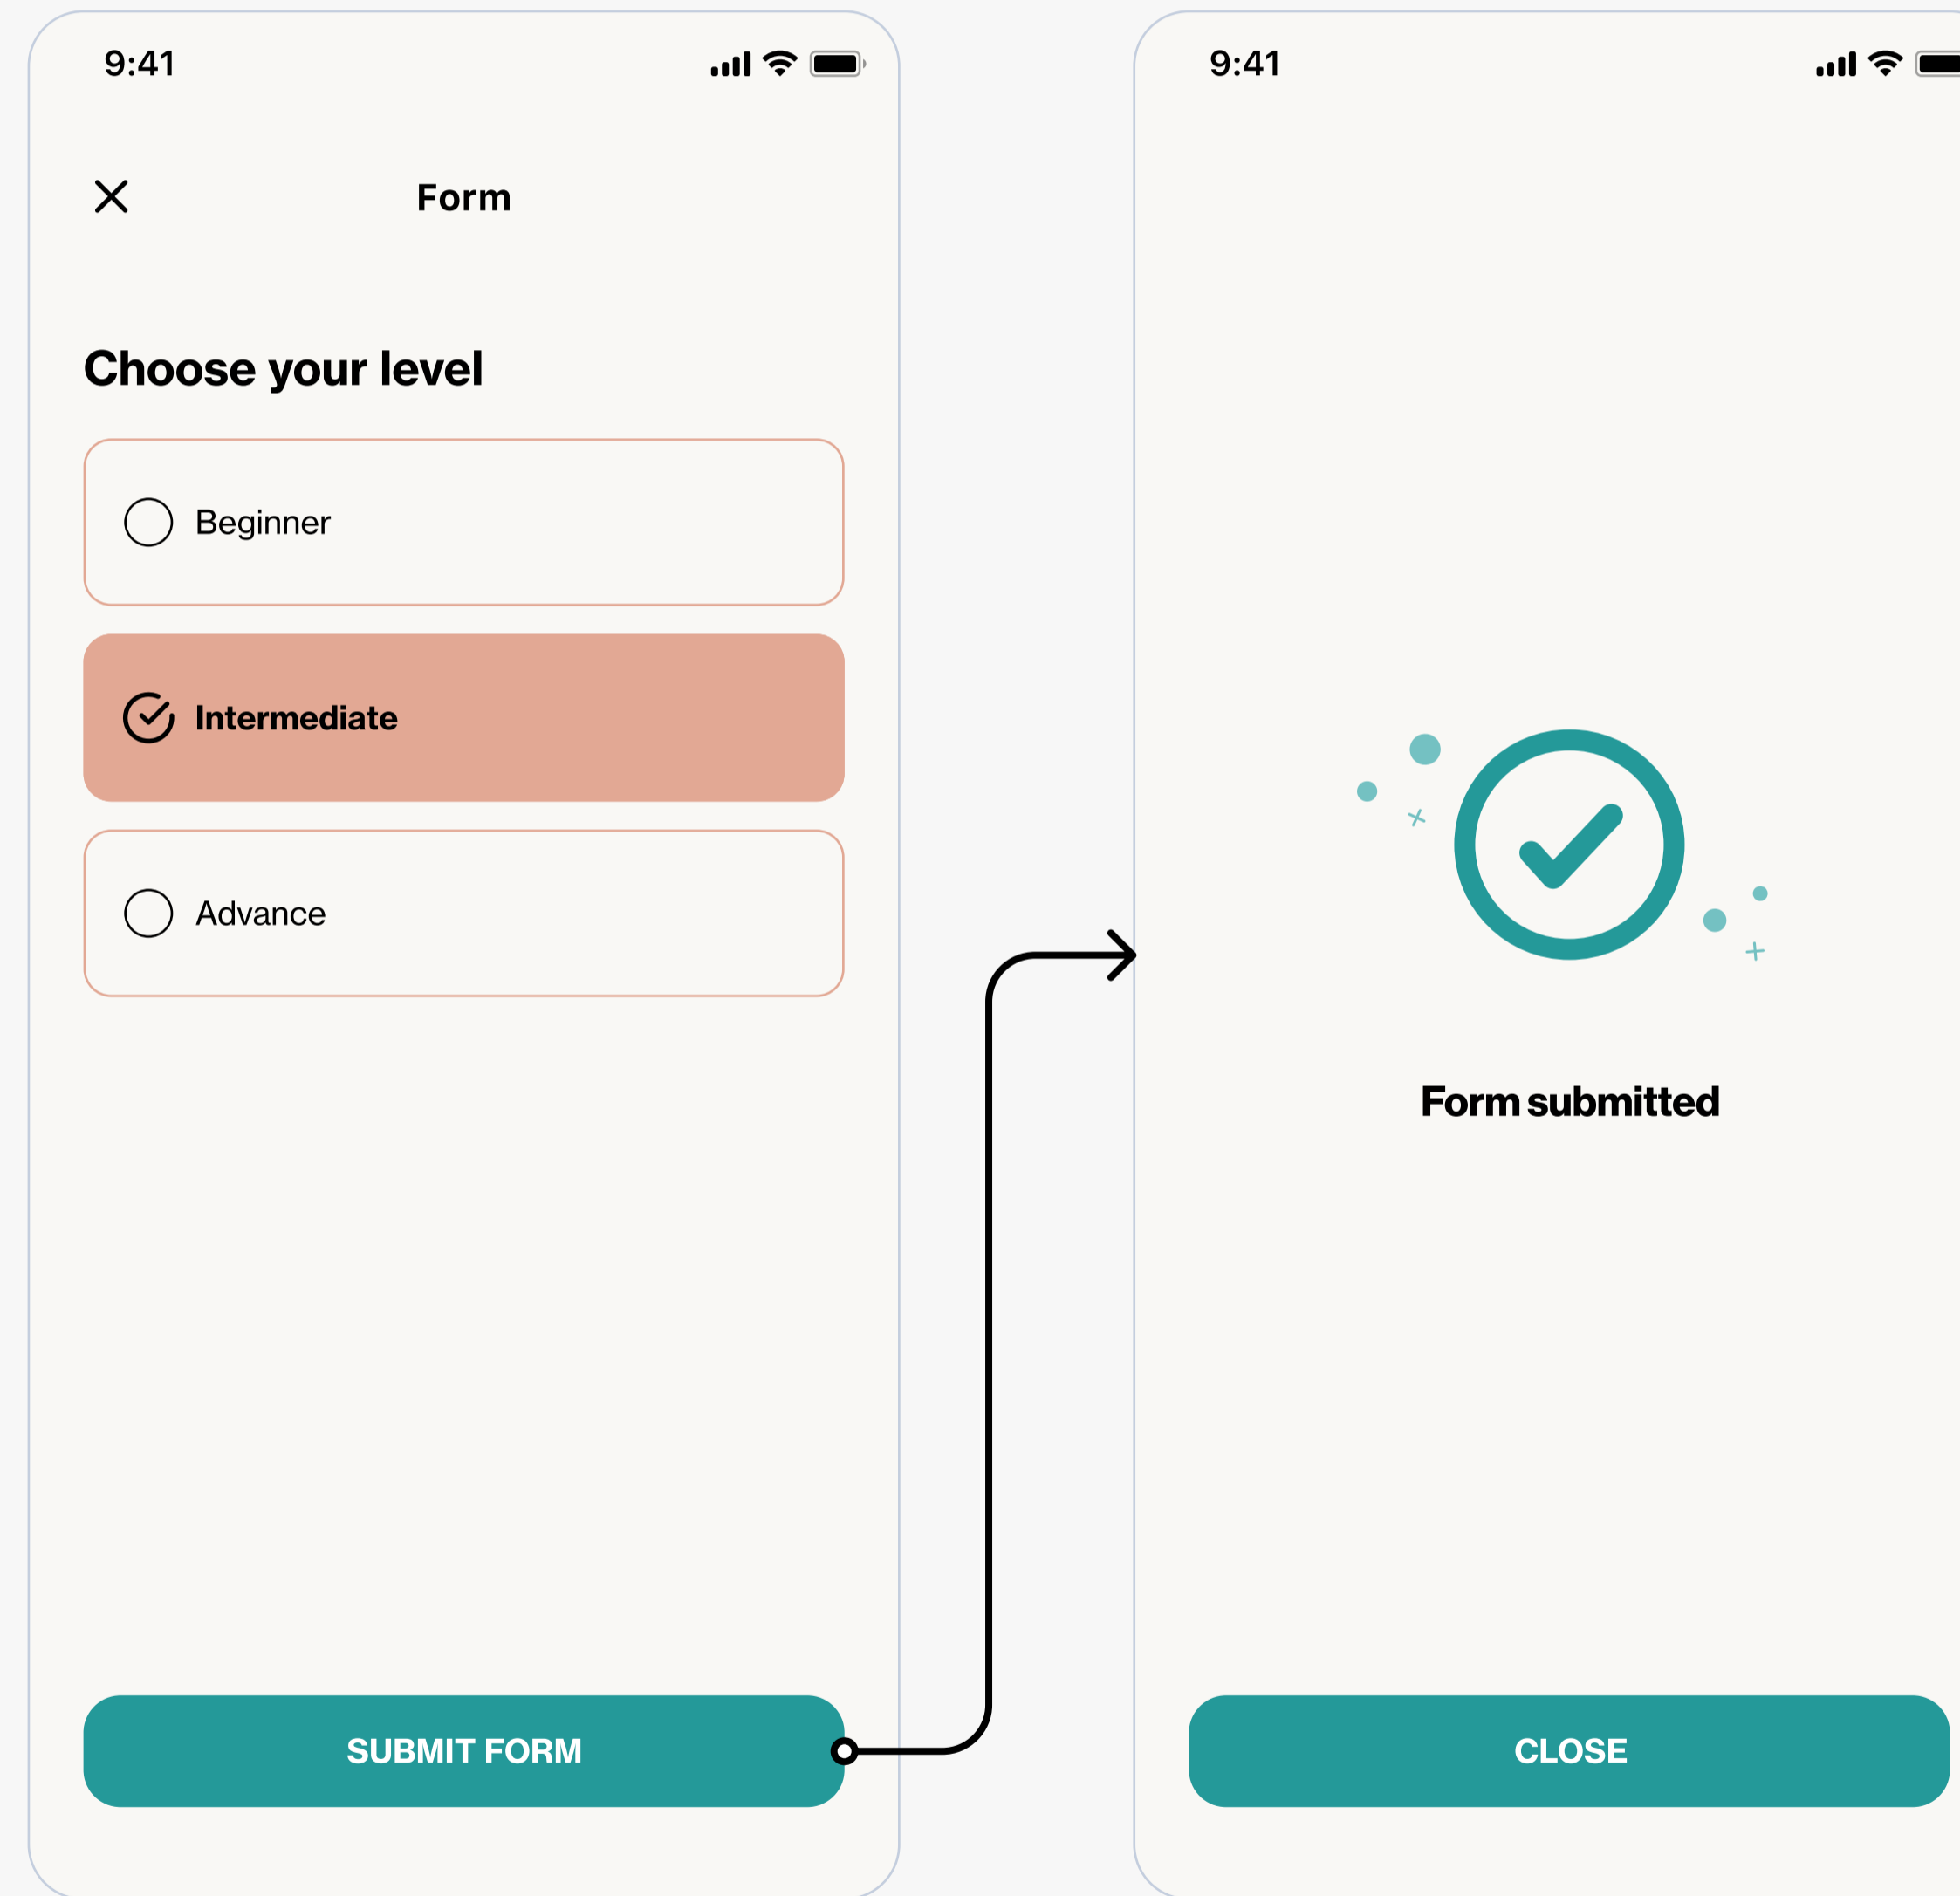 9:41
Form
Choose your level
Beginner
Intermediate
Advance
SUBMIT FORM
9:41
Form submitted
CLOSE